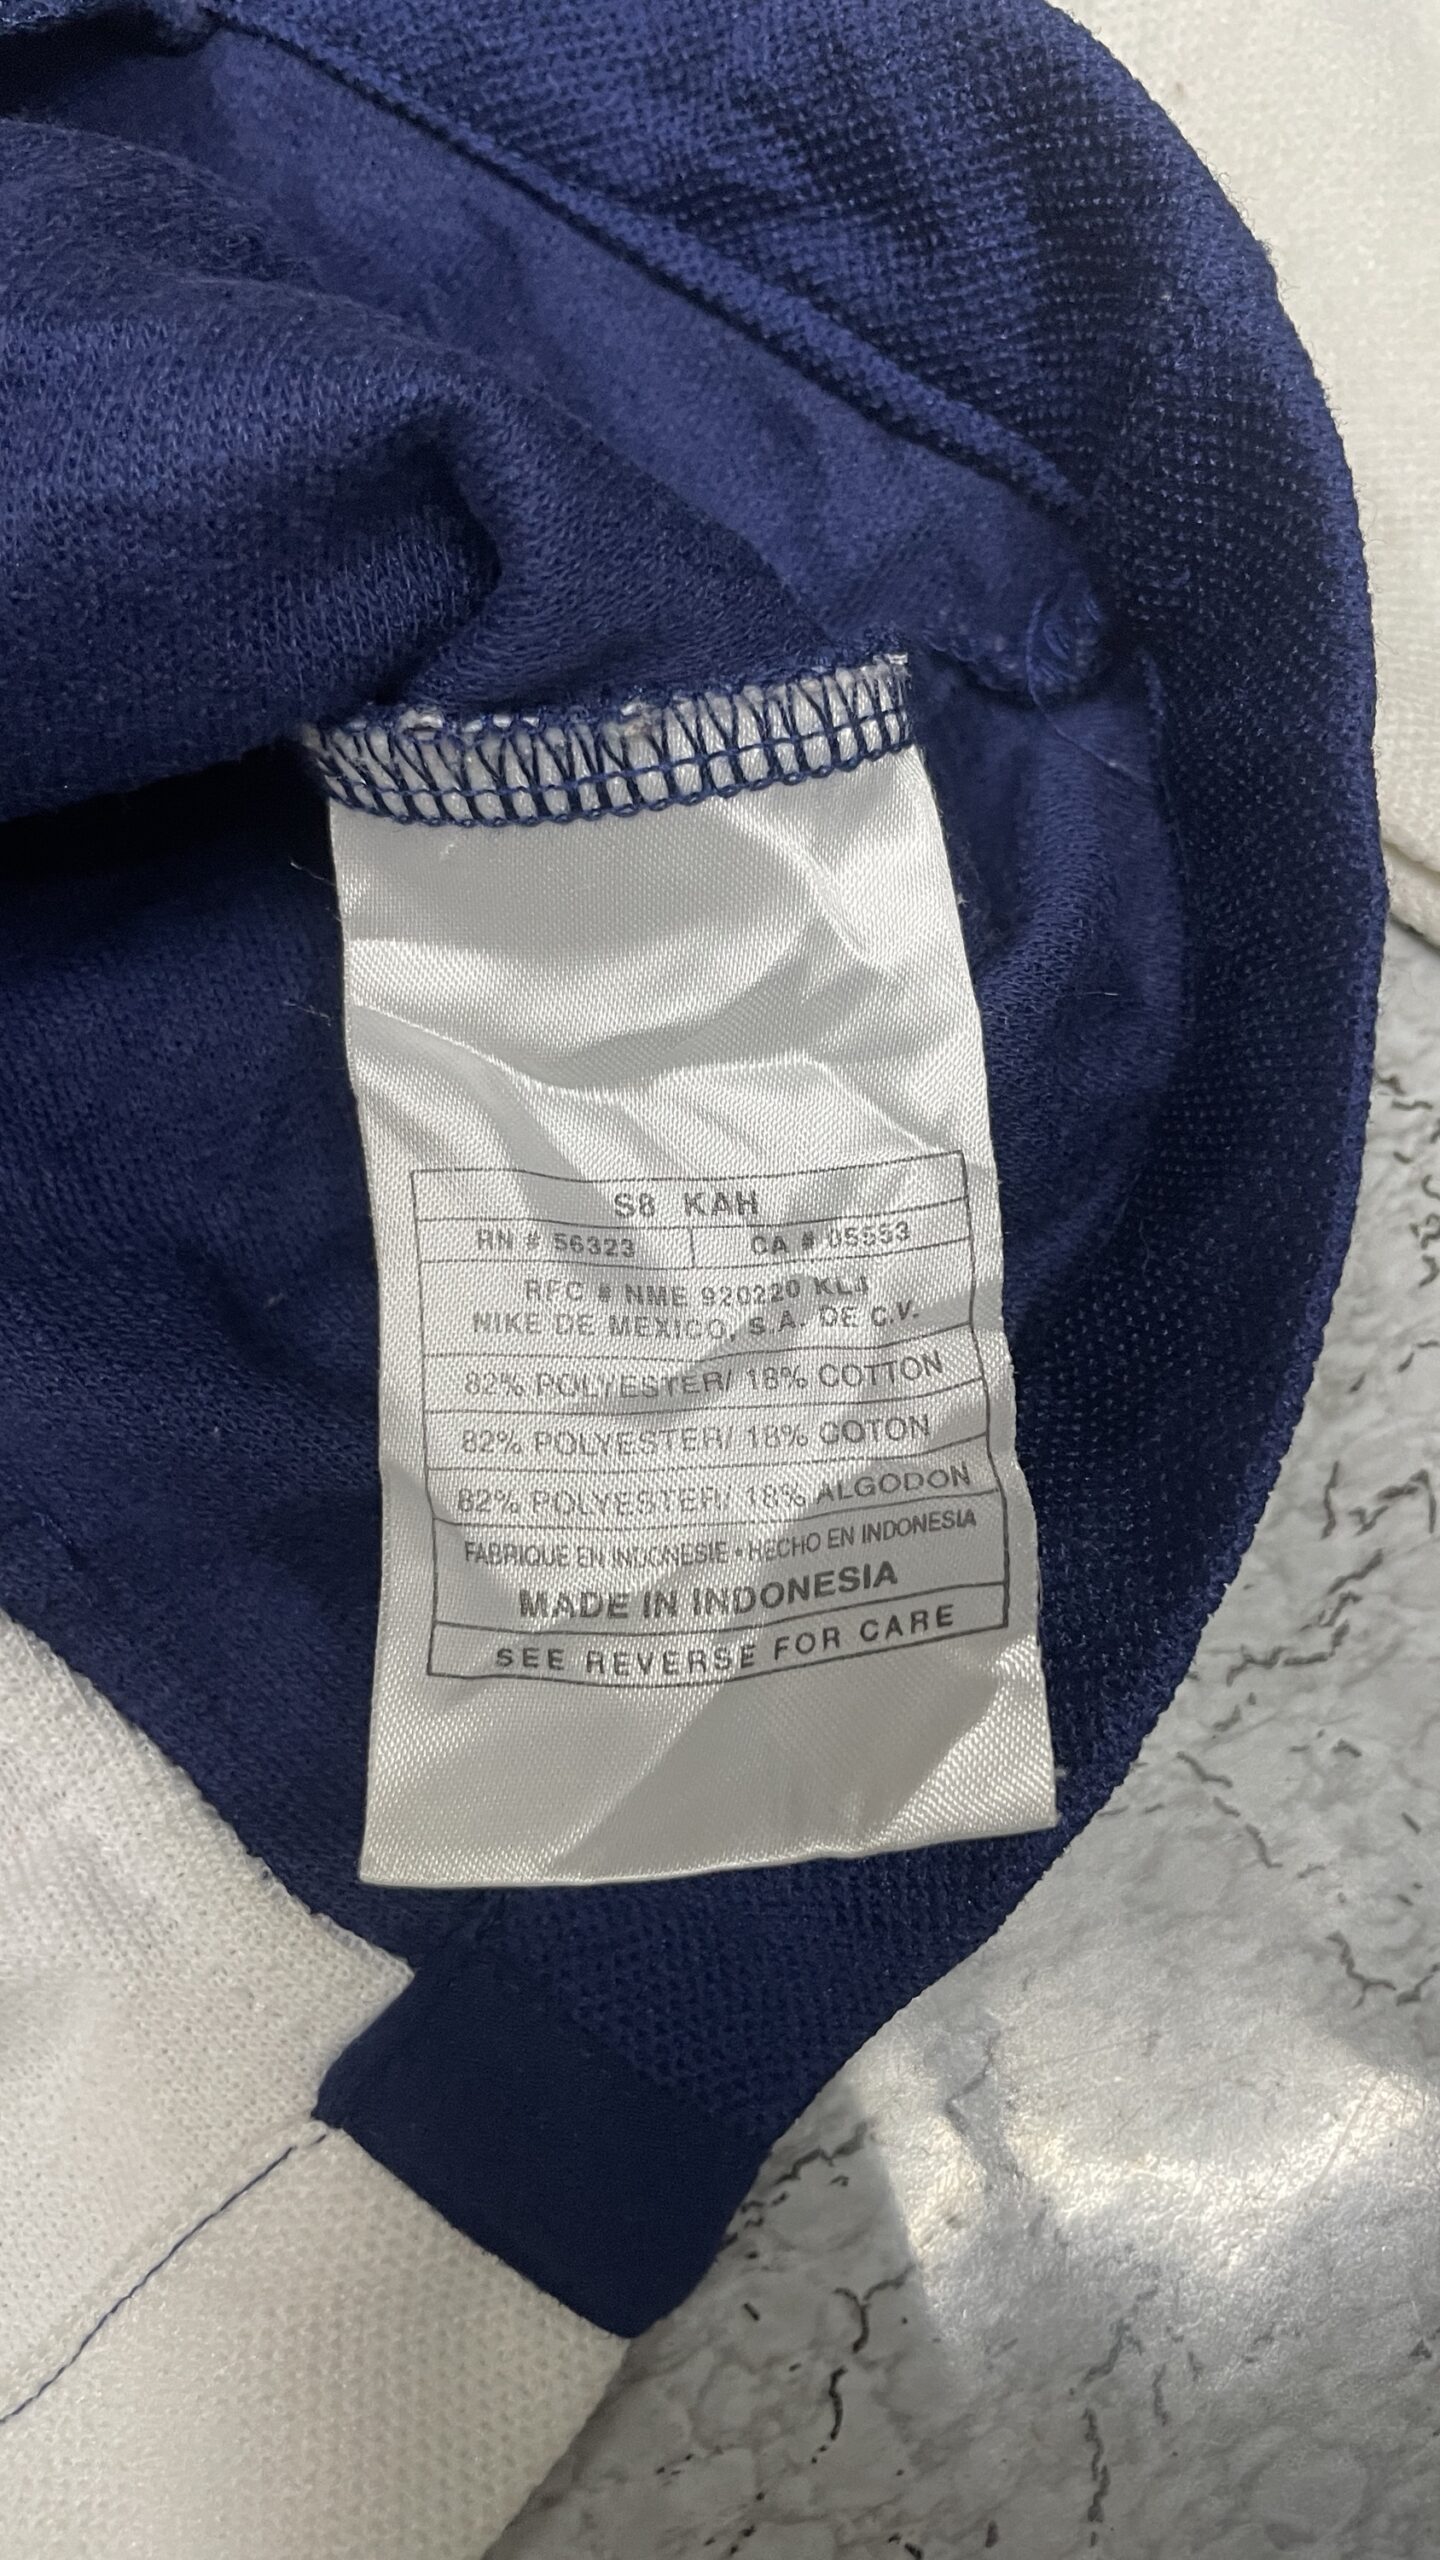 S8 KAH
RN # 56323 CA # 05553
RFC # NME 920220 KL4
NIKE DE MEXICO, S.A. DE C.V.
82% POLYESTER/ 18% COTTON
82% POLYESTER/ 18% COTON
82% POLYESTER/ 18% ALGODON
FABRIQUE EN INDONESIE • HECHO EN INDONESIA
MADE IN INDONESIA
SEE REVERSE FOR CARE